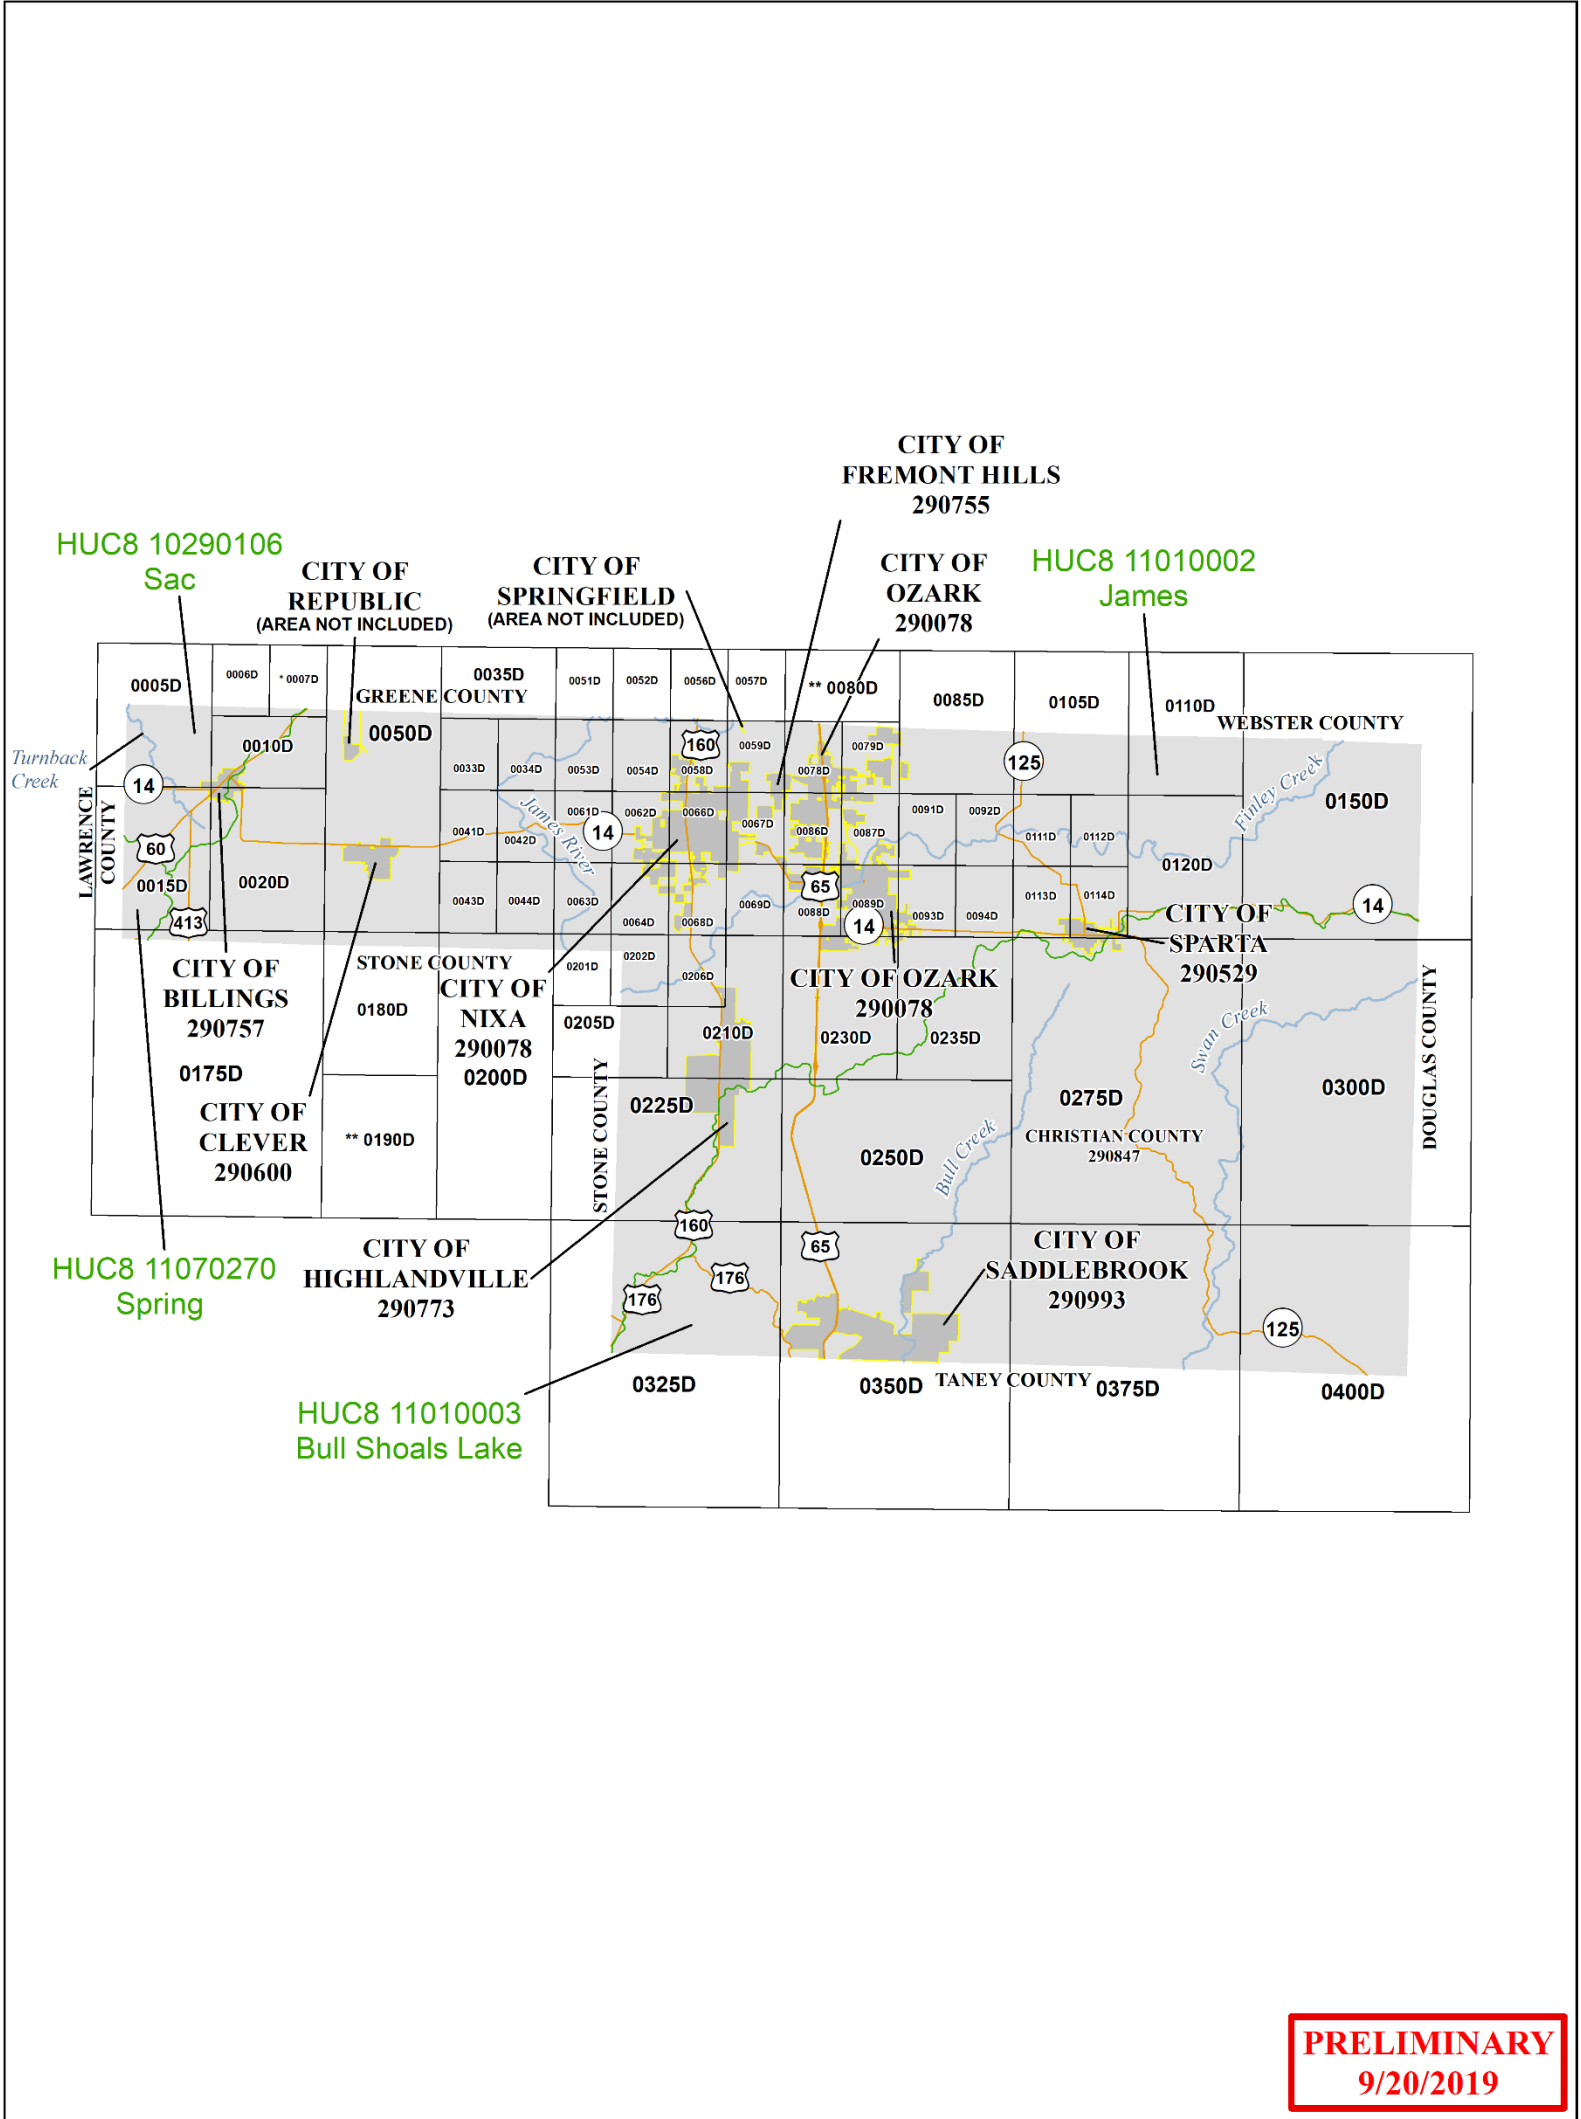 CITY OF
FREMONT HILLS
290755
HUC8 10290106
Sac
CITY OF
REPUBLIC
(AREA NOT INCLUDED)
CITY OF
SPRINGFIELD
(AREA NOT INCLUDED)
CITY OF
OZARK
290078
HUC8 11010002
James
0005D
0006D
* 0007D
0035D
0051D
0052D
0056D
0057D
** 0080D
0085D
0105D
0110D
GREENE COUNTY
WEBSTER COUNTY
0010D
0050D
160
0059D
0079D
125
Turnback
Creek
14
0033D
0034D
0053D
0054D
0058D
0078D
Finley Creek
0150D
LAWRENCE
COUNTY
James River
0061D
0062D
0066D
0067D
0086D
0087D
0091D
0092D
0111D
0112D
0041D
0042D
14
60
0120D
0015D
0020D
65
413
0043D
0044D
0063D
0064D
0068D
0069D
0088D
0089D
14
0093D
0094D
0113D
0114D
14
CITY OF
SPARTA
290529
CITY OF
BILLINGS
290757
STONE COUNTY
0180D
CITY OF
NIXA
290078
0200D
0201D
0202D
0206D
0205D
0210D
CITY OF OZARK
290078
0230D
0235D
Swan Creek
DOUGLAS COUNTY
0175D
CITY OF
CLEVER
290600
** 0190D
STONE COUNTY
0225D
0250D
Bull Creek
0275D
CHRISTIAN COUNTY
290847
0300D
HUC8 11070270
Spring
CITY OF
HIGHLANDVILLE
290773
160
176
176
65
CITY OF
SADDLEBROOK
290993
125
0325D
0350D
TANEY COUNTY
0375D
0400D
HUC8 11010003
Bull Shoals Lake
PRELIMINARY
9/20/2019